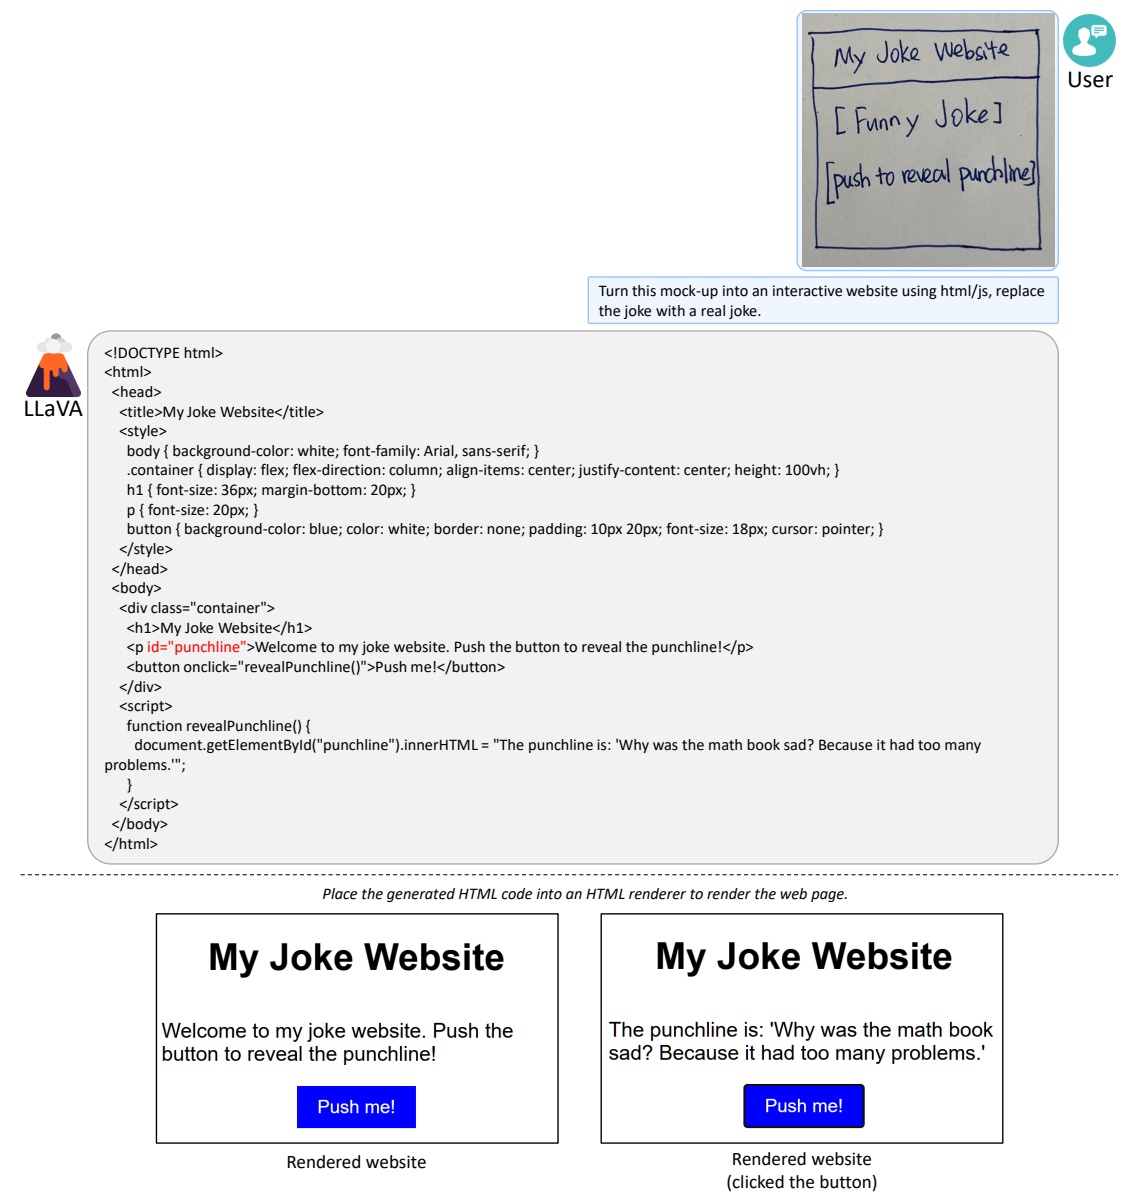 My Joke Website
[Funny Joke]
[push to reveal punchline]
User
Turn this mock-up into an interactive website using html/js, replace
the joke with a real joke.
LLaVA
<!DOCTYPE html>
<html>
<head>
<title>My Joke Website</title>
<style>
body { background-color: white; font-family: Arial, sans-serif; }
.container { display: flex; flex-direction: column; align-items: center; justify-content: center; height: 100vh; }
h1 { font-size: 36px; margin-bottom: 20px; }
p { font-size: 20px; }
button { background-color: blue; color: white; border: none; padding: 10px 20px; font-size: 18px; cursor: pointer; }
</style>
</head>
<body>
<div class="container">
<h1>My Joke Website</h1>
<p id="punchline">Welcome to my joke website. Push the button to reveal the punchline!</p>
<button onclick="revealPunchline()">Push me!</button>
</div>
<script>
function revealPunchline() {
document.getElementById("punchline").innerHTML = "The punchline is: 'Why was the math book sad? Because it had too many
problems.'";
}
</script>
</body>
</html>
Place the generated HTML code into an HTML renderer to render the web page.
My Joke Website
Welcome to my joke website. Push the
button to reveal the punchline!
Push me!
Rendered website
My Joke Website
The punchline is: 'Why was the math book
sad? Because it had too many problems.'
Push me!
Rendered website
(clicked the button)